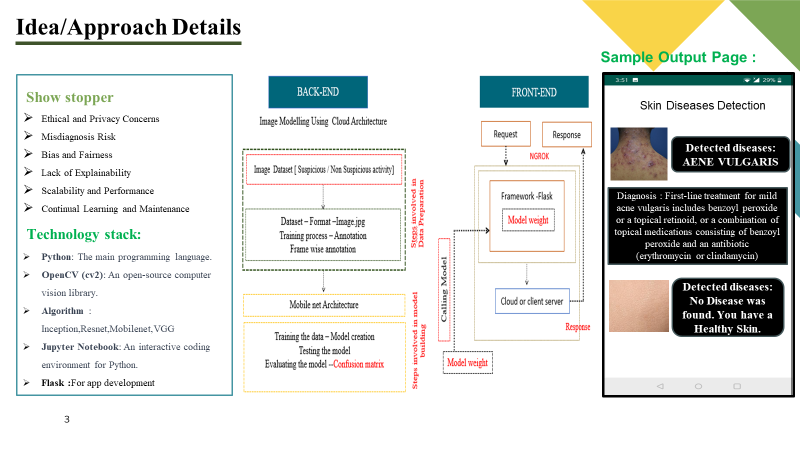 Idea/Approach Details
Show stopper
Ethical and Privacy Concerns
Misdiagnosis Risk
Bias and Fairness
Lack of Explainability
Scalability and Performance
Continual Learning and Maintenance
Technology stack:
Python: The main programming language.
OpenCV (cv2): An open-source computer
vision library.
Algorithm :
Inception,Resnet,Mobilenet,VGG
Jupyter Notebook: An interactive coding
environment for Python.
Flask :For app development
3
BACK-END
Image Modelling Using Cloud Architecture
Image Dataset [ Suspicious / Non Suspicious activity]
Dataset – Format –Image.jpg
Training process – Annotation
Frame wise annotation
Steps involved in
Data Preparation
Mobile net Architecture
Training the data – Model creation
Testing the model
Evaluating the model --Confusion matrix
Steps involved in model
building
FRONT-END
Request
Response
NGROK
Framework -Flask
Model weight
Cloud or client server
Response
Calling Model
Model weight
Sample Output Page :
3:51
29%
Skin Diseases Detection
Detected diseases:
AENE VULGARIS
Diagnosis : First-line treatment for mild
acne vulgaris includes benzoyl peroxide
or a topical retinoid, or a combination of
topical medications consisting of benzoyl
peroxide and an antibiotic
(erythromycin or clindamycin)
Detected diseases:
No Disease was
found. You have a
Healthy Skin.